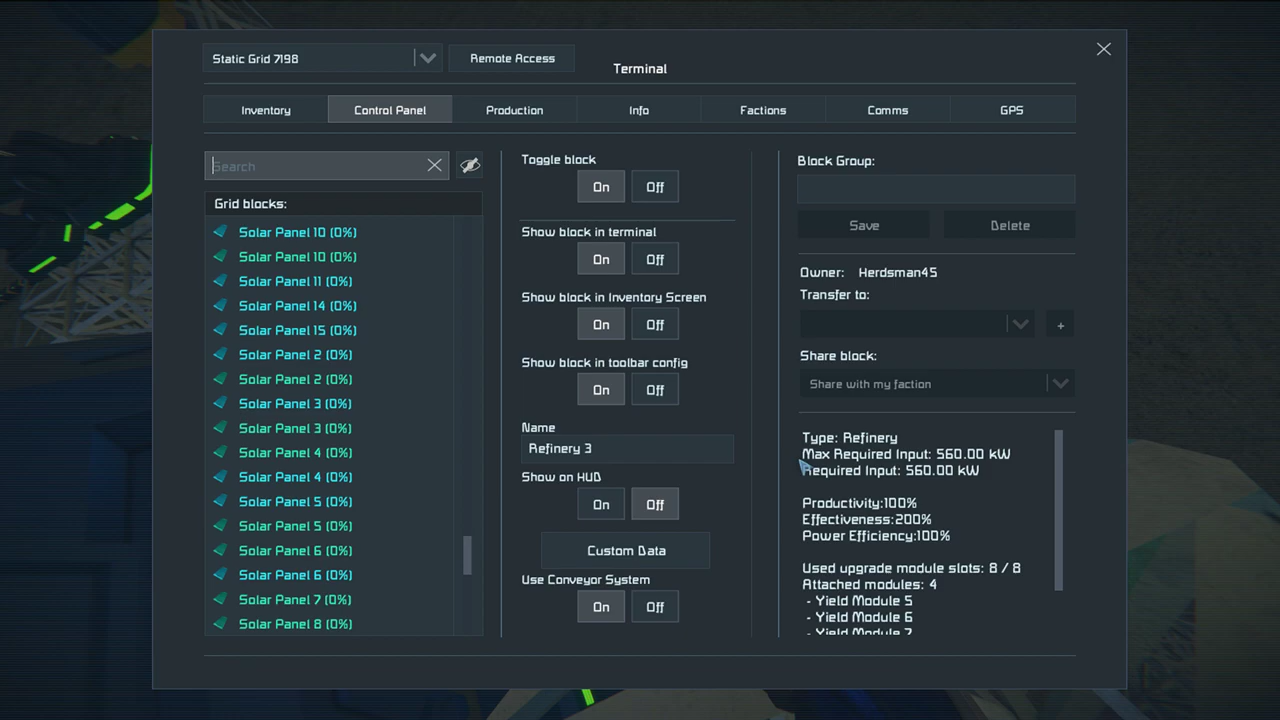 Static Grid 7198
Remote Access
Terminal
Inventory
Control Panel
Production
Info
Factions
Comms
GPS
Search
Grid blocks:
Solar Panel 10 (0%)
Solar Panel 10 (0%)
Solar Panel 11 (0%)
Solar Panel 14 (0%)
Solar Panel 15 (0%)
Solar Panel 2 (0%)
Solar Panel 2 (0%)
Solar Panel 3 (0%)
Solar Panel 3 (0%)
Solar Panel 4 (0%)
Solar Panel 4 (0%)
Solar Panel 5 (0%)
Solar Panel 5 (0%)
Solar Panel 6 (0%)
Solar Panel 6 (0%)
Solar Panel 7 (0%)
Solar Panel 8 (0%)
Toggle block
On Off
Show block in terminal
On Off
Show block in Inventory Screen
On Off
Show block in toolbar config
On Off
Name
Refinery 3
Show on HUD
On Off
Custom Data
Use Conveyor System
On Off
Block Group:
Save Delete
Owner: Herdsman45
Transfer to:
+
Share block:
Share with my faction
Type: Refinery
Max Required Input: 560.00 kW
Required Input: 560.00 kW
Productivity:100%
Effectiveness:200%
Power Efficiency:100%
Used upgrade module slots: 8 / 8
Attached modules: 4
- Yield Module 5
- Yield Module 6
- Yield Module 7